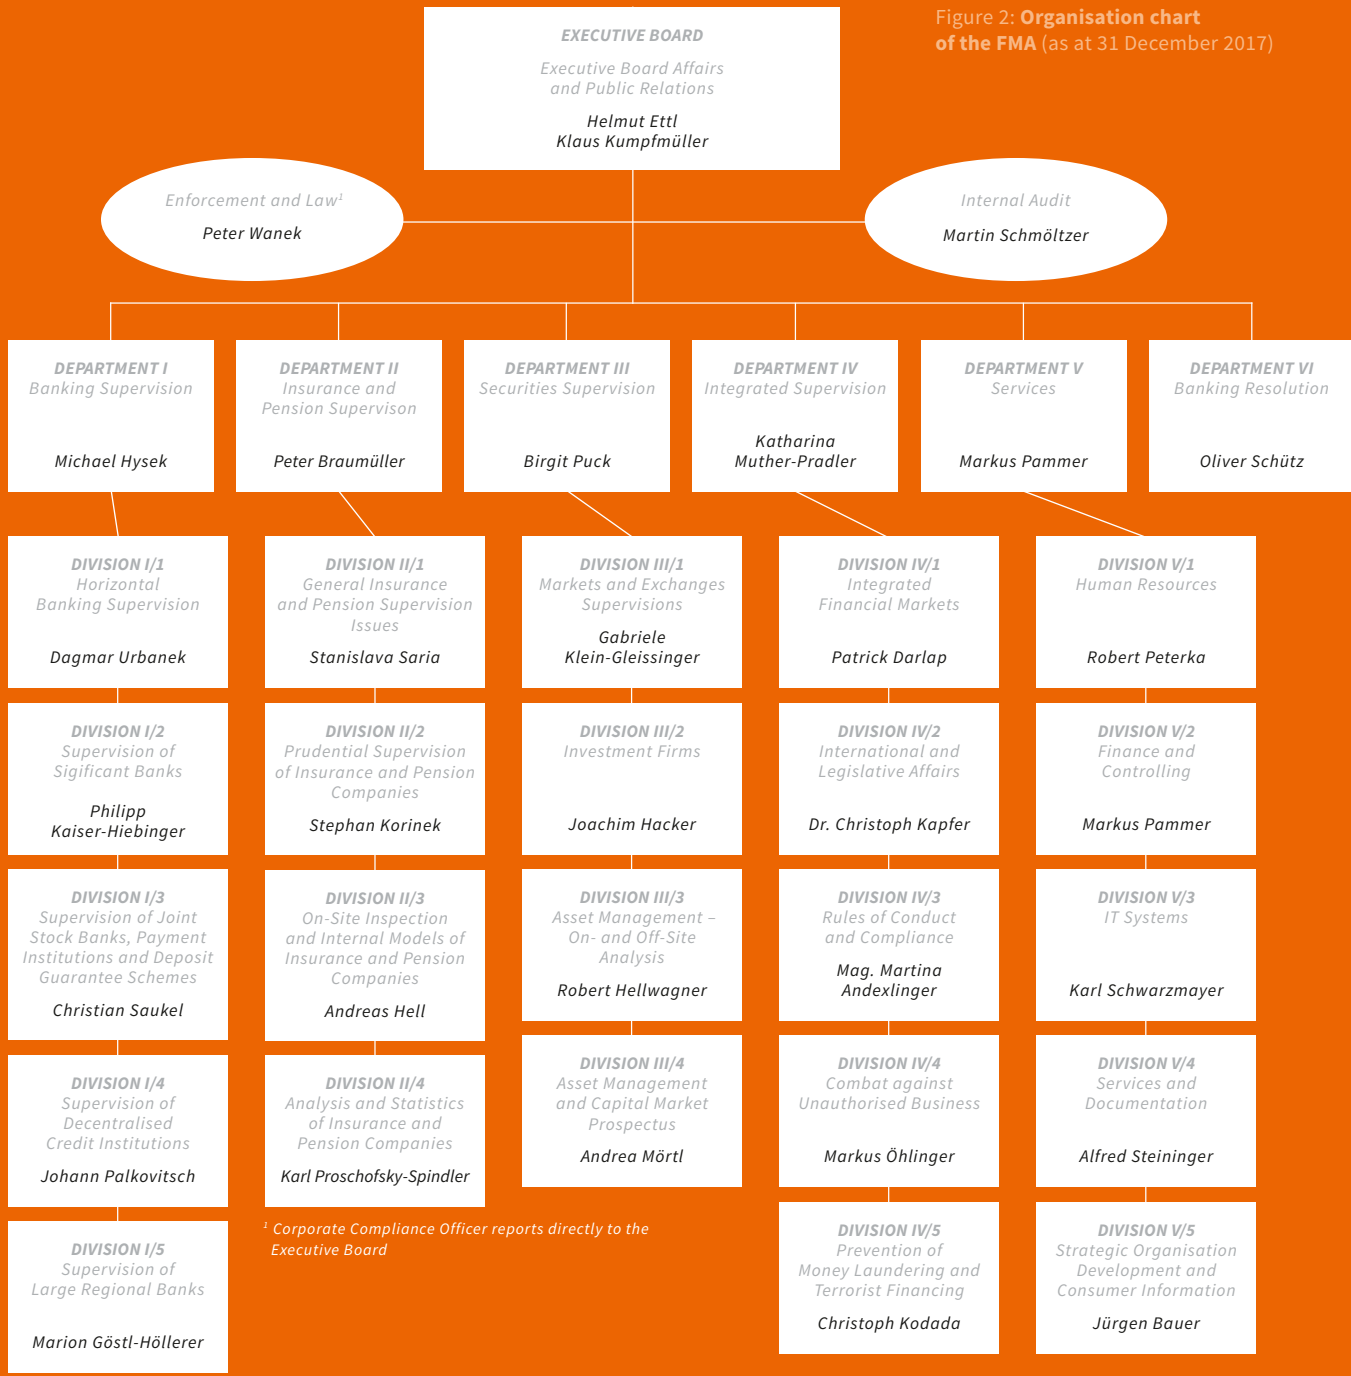 Figure 2: Organisation chart
of the FMA (as at 31 December 2017)
EXECUTIVE BOARD
Executive Board Affairs
and Public Relations
Helmut Ettl
Klaus Kumpfmüller
Enforcement and Law¹
Peter Wanek
Internal Audit
Martin Schmöltzer
DEPARTMENT I
Banking Supervision
Michael Hysek
DEPARTMENT II
Insurance and
Pension Supervison
Peter Braumüller
DEPARTMENT III
Securities Supervision
Birgit Puck
DEPARTMENT IV
Integrated Supervision
Katharina
Muther-Pradler
DEPARTMENT V
Services
Markus Pammer
DEPARTMENT VI
Banking Resolution
Oliver Schütz
DIVISION I/1
Horizontal
Banking Supervision
Dagmar Urbanek
DIVISION II/1
General Insurance
and Pension Supervision
Issues
Stanislava Saria
DIVISION III/1
Markets and Exchanges
Supervisions
Gabriele
Klein-Gleissinger
DIVISION IV/1
Integrated
Financial Markets
Patrick Darlap
DIVISION V/1
Human Resources
Robert Peterka
DIVISION I/2
Supervision of
Sigificant Banks
Philipp
Kaiser-Hiebinger
DIVISION II/2
Prudential Supervision
of Insurance and Pension
Companies
Stephan Korinek
DIVISION III/2
Investment Firms
Joachim Hacker
DIVISION IV/2
International and
Legislative Affairs
Dr. Christoph Kapfer
DIVISION V/2
Finance and
Controlling
Markus Pammer
DIVISION I/3
Supervision of Joint
Stock Banks, Payment
Institutions and Deposit
Guarantee Schemes
Christian Saukel
DIVISION II/3
On-Site Inspection
and Internal Models of
Insurance and Pension
Companies
Andreas Hell
DIVISION III/3
Asset Management –
On- and Off-Site
Analysis
Robert Hellwagner
DIVISION IV/3
Rules of Conduct
and Compliance
Mag. Martina
Andexlinger
DIVISION V/3
IT Systems
Karl Schwarzmayer
DIVISION I/4
Supervision of
Decentralised
Credit Institutions
Johann Palkovitsch
DIVISION II/4
Analysis and Statistics
of Insurance and
Pension Companies
Karl Proschofsky-Spindler
DIVISION III/4
Asset Management
and Capital Market
Prospectus
Andrea Mörtl
DIVISION IV/4
Combat against
Unauthorised Business
Markus Öhlinger
DIVISION V/4
Services and
Documentation
Alfred Steininger
DIVISION I/5
Supervision of
Large Regional Banks
Marion Göstl-Höllerer
¹ Corporate Compliance Officer reports directly to the
Executive Board
DIVISION IV/5
Prevention of
Money Laundering and
Terrorist Financing
Christoph Kodada
DIVISION V/5
Strategic Organisation
Development and
Consumer Information
Jürgen Bauer